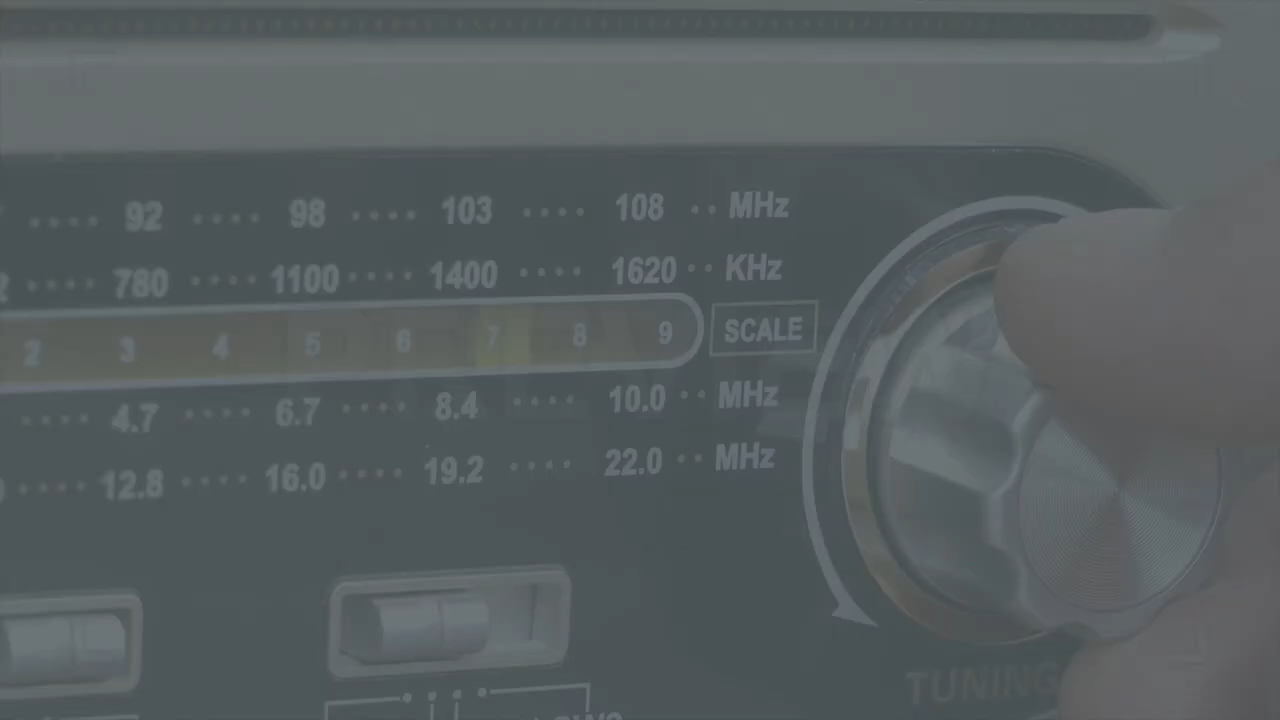 92 98 103 108 MHz
780 1100 1400 1620 KHz
2 3 4 5 6 7 8 9 SCALE
4.7 6.7 8.4 10.0 MHz
12.8 16.0 19.2 22.0 MHz
TUNING